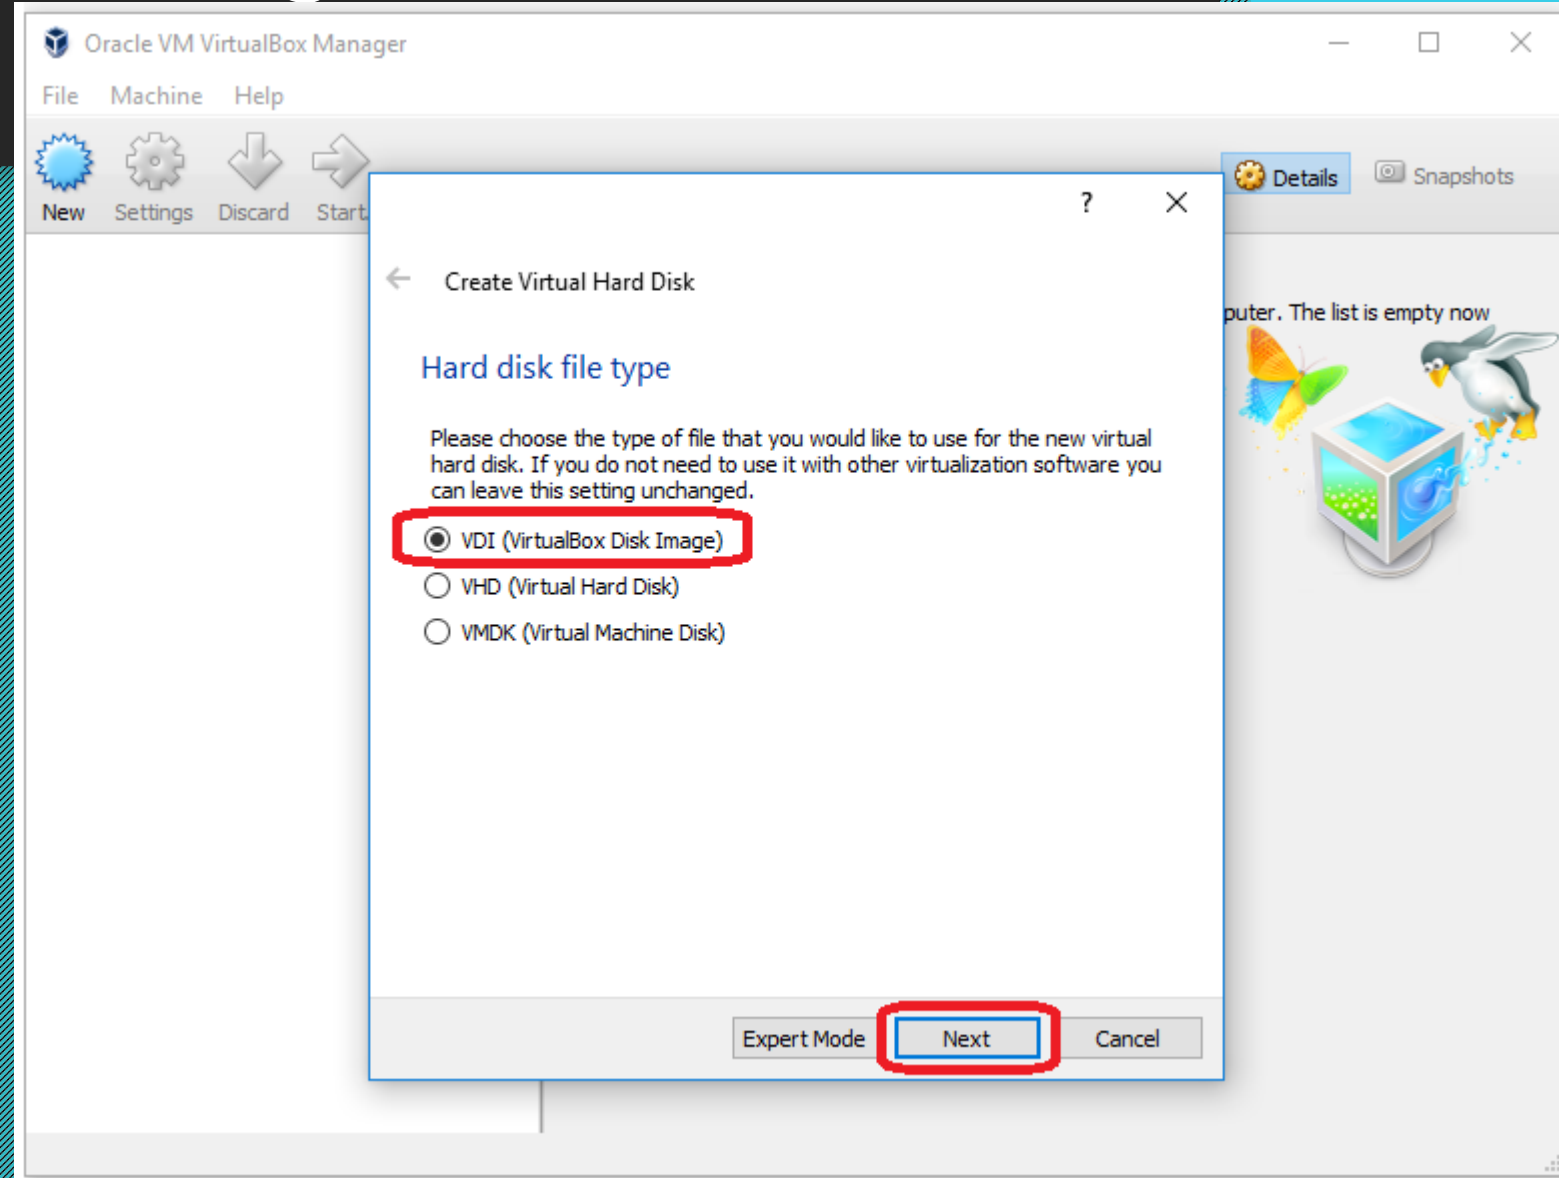 Oracle VM VirtualBox Manager
File Machine Help
New Settings Discard Start
Details Snapshots
Create Virtual Hard Disk
puter. The list is empty now
Hard disk file type
Please choose the type of file that you would like to use for the new virtual
hard disk. If you do not need to use it with other virtualization software you
can leave this setting unchanged.
VDI (VirtualBox Disk Image)
VHD (Virtual Hard Disk)
VMDK (Virtual Machine Disk)
Expert Mode Next Cancel